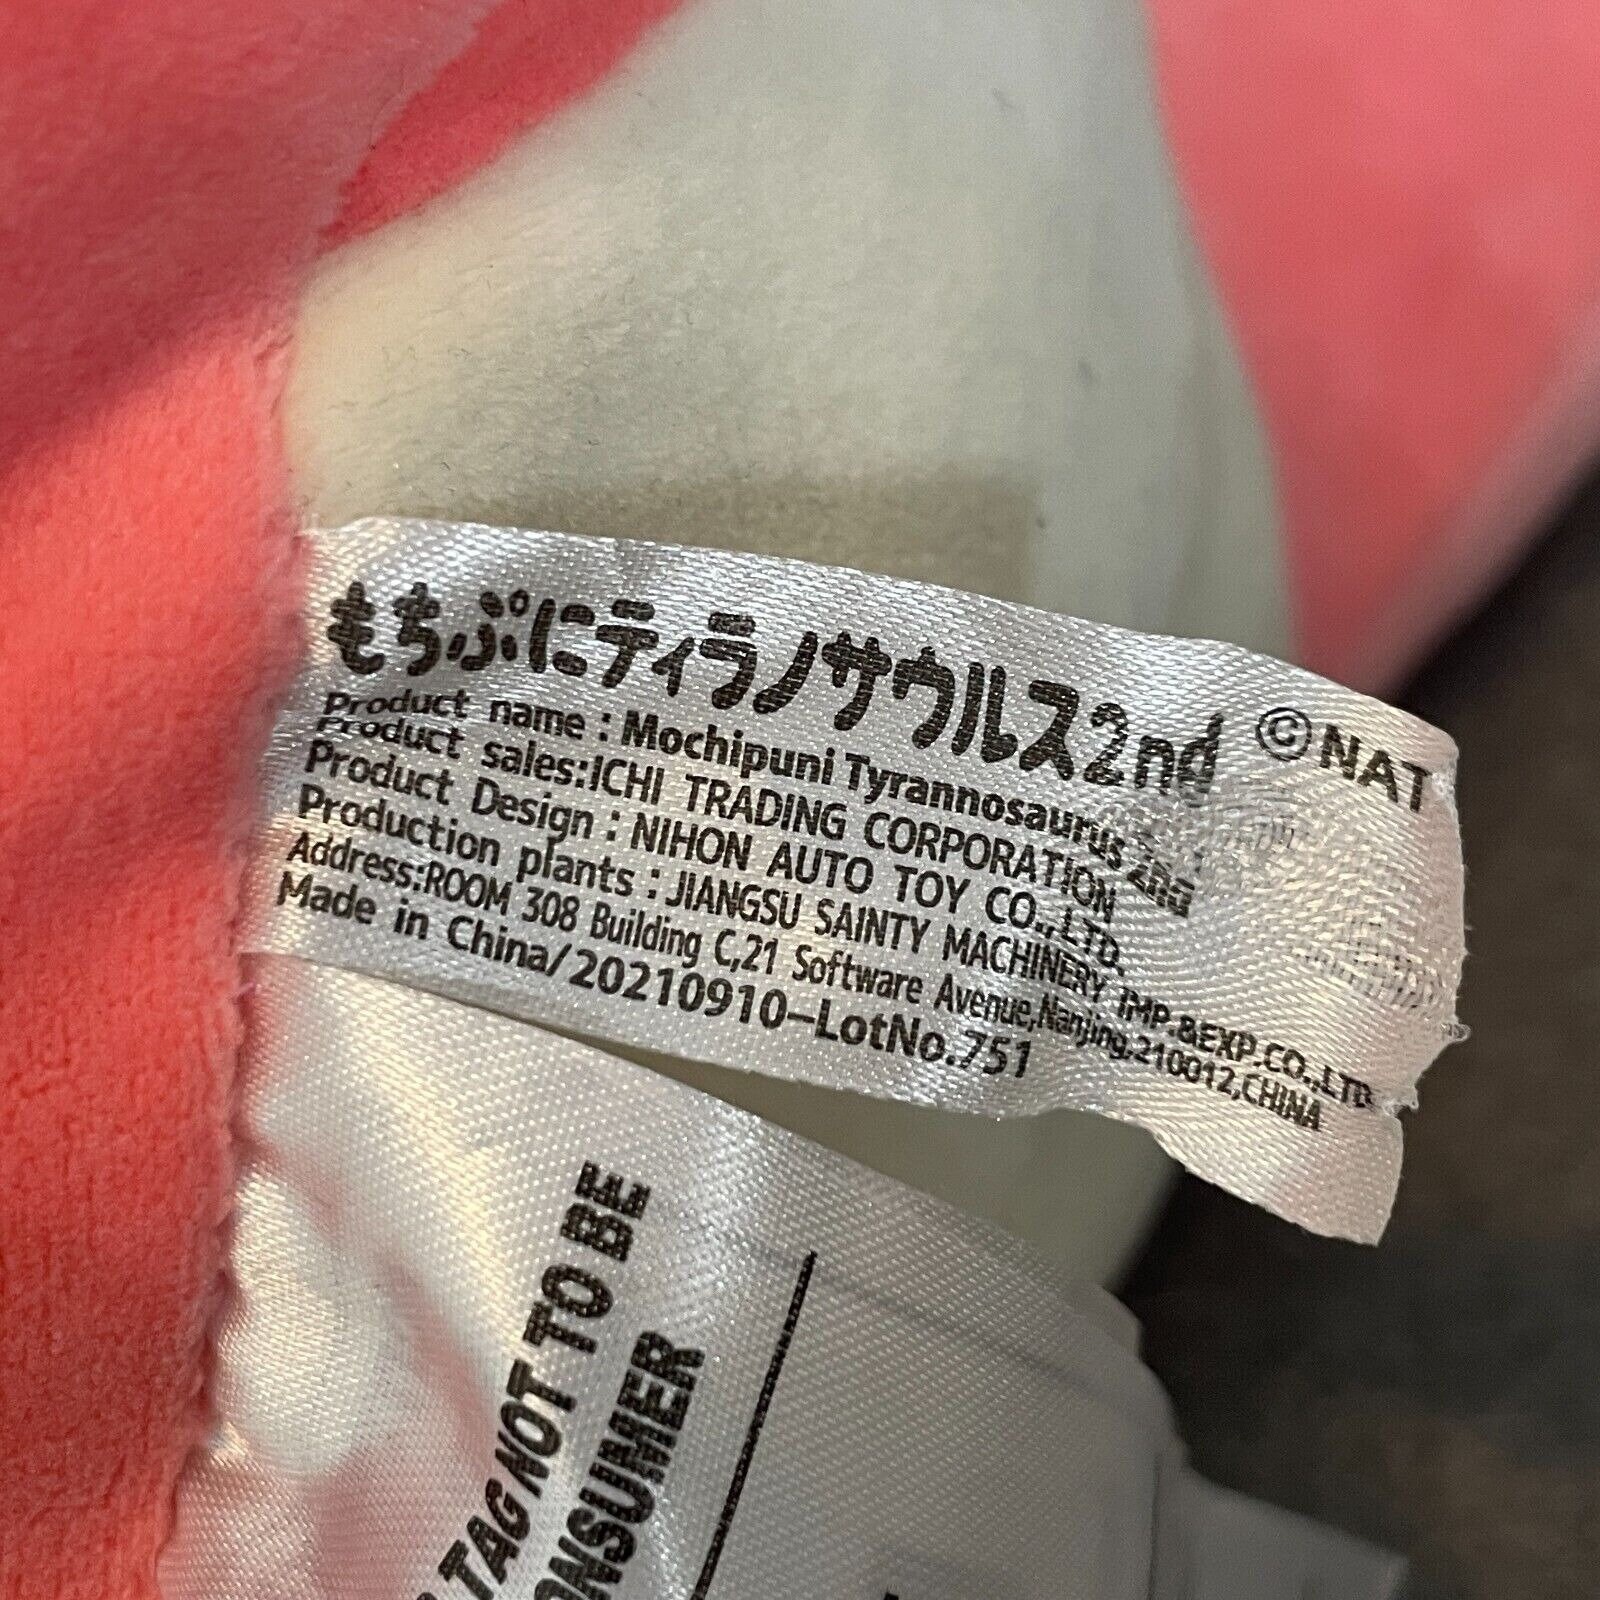 もちぷにティラノサウルス2nd ©NAT
Product name : Mochipuni Tyrannosaurus 2nd
Product sales:ICHI TRADING CORPORATION
Product Design : NIHON AUTO TOY CO.,LTD.
Production plants : JIANGSU SAINTY MACHINERY IMP.&EXP.CO.,LTD
Address:ROOM 308 Building C,21 Software Avenue,Nanjing,210012,CHINA
Made in China/20210910–LotNo.751
TAG NOT TO BE
ONSUMER